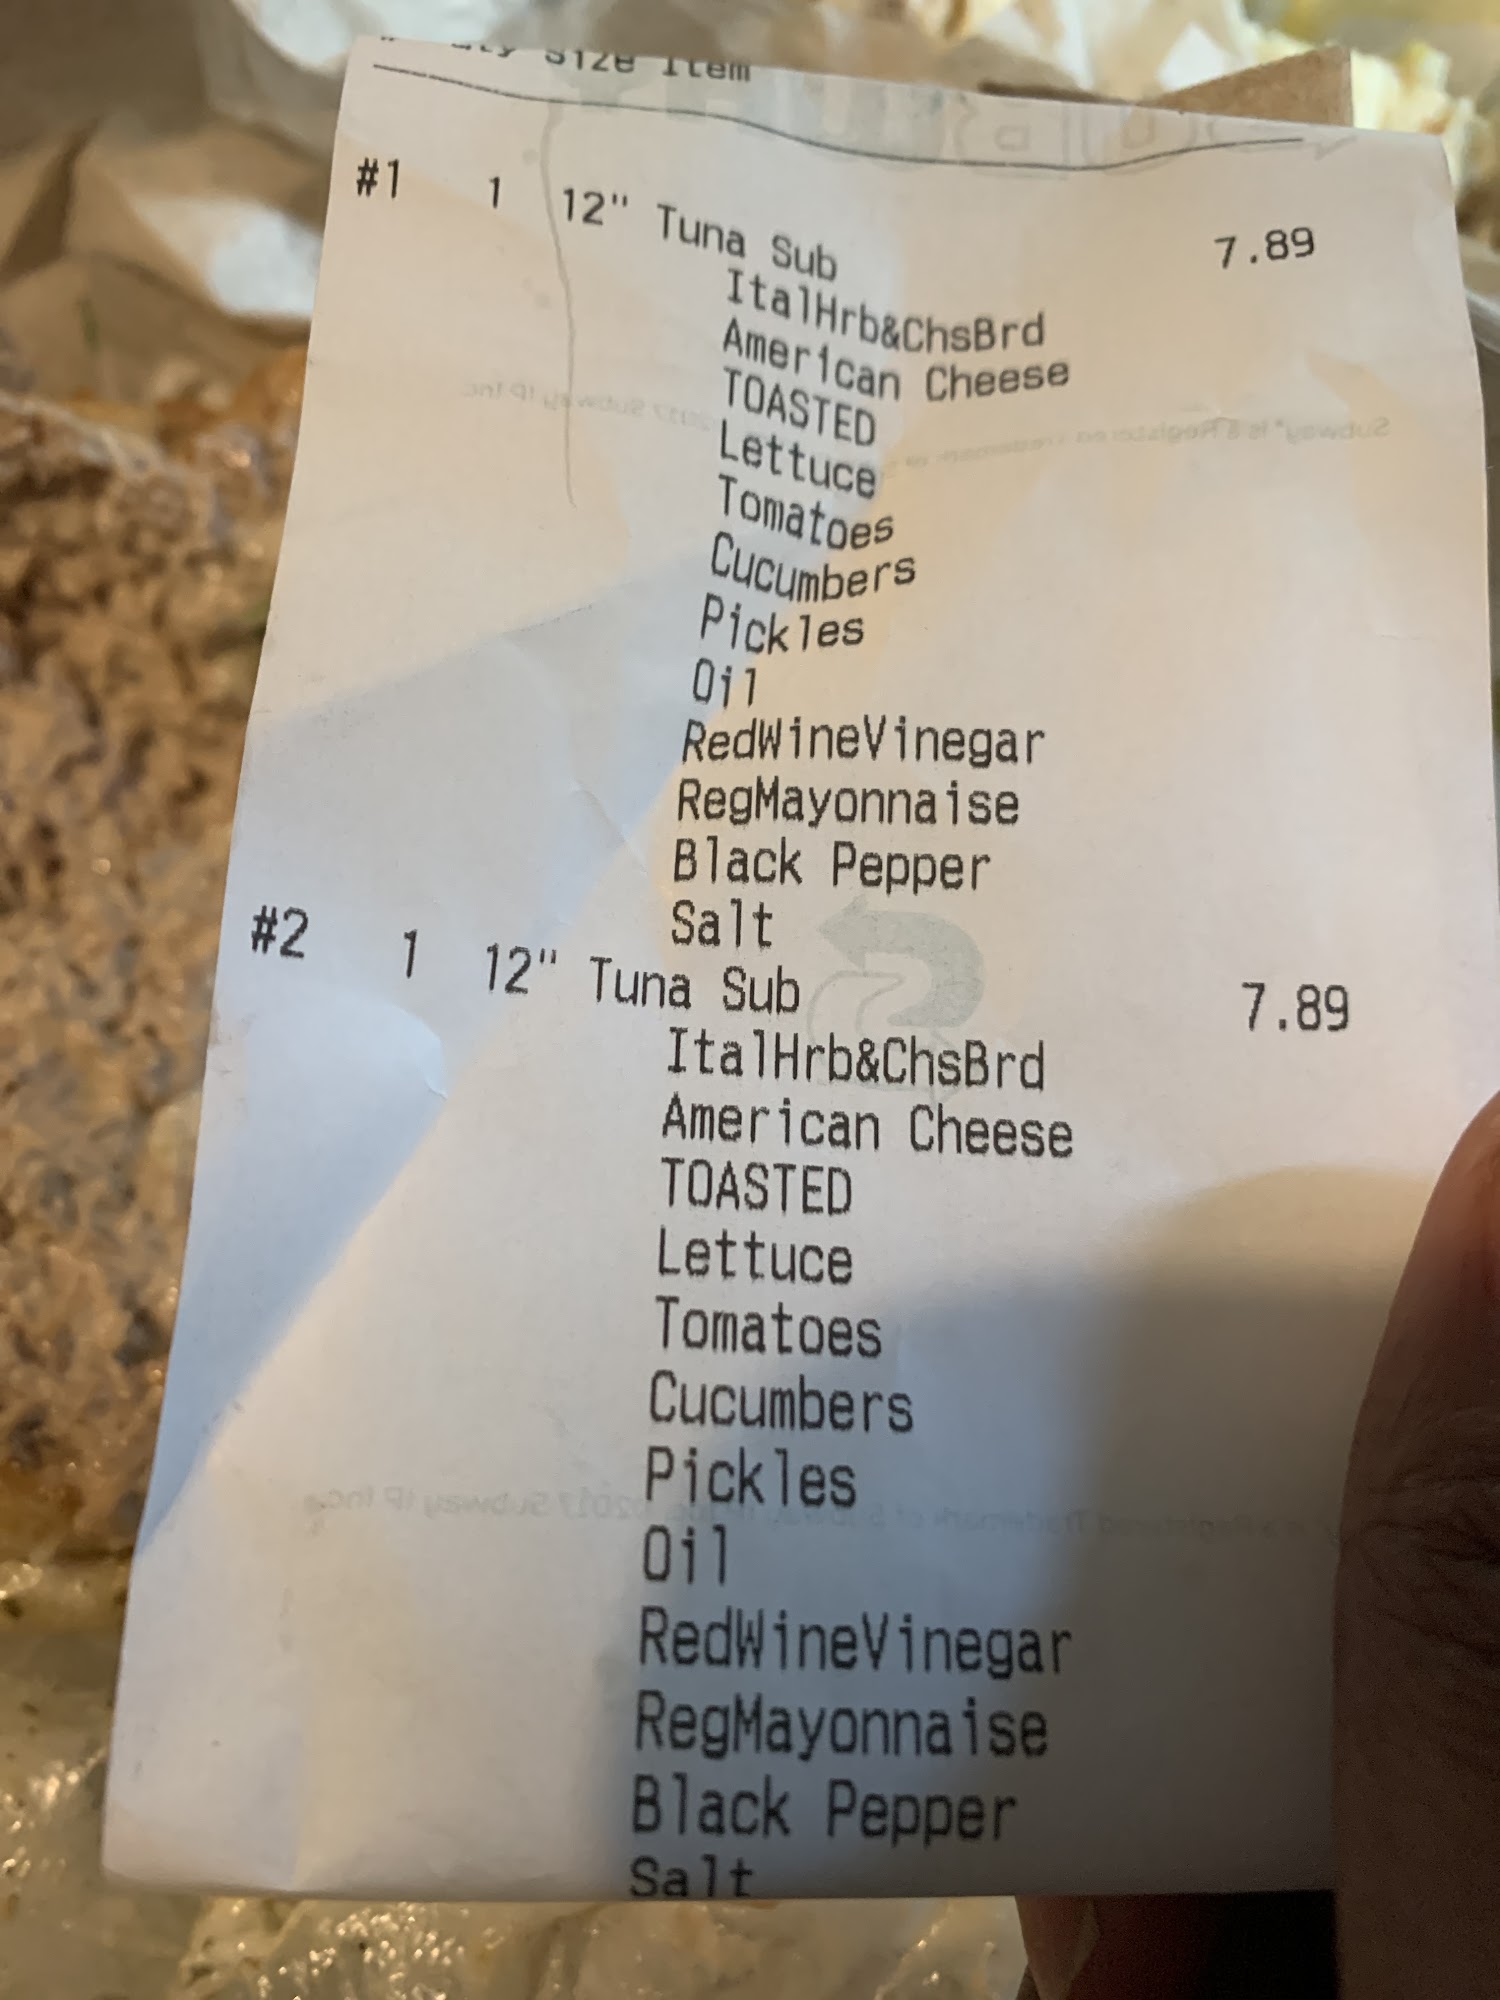 Size Item
#1 1 12" Tuna Sub 7.89
ItalHrb&ChsBrd
American Cheese
TOASTED
Lettuce
Tomatoes
Cucumbers
Pickles
Oil
RedWineVinegar
RegMayonnaise
Black Pepper
Salt
#2 1 12" Tuna Sub 7.89
ItalHrb&ChsBrd
American Cheese
TOASTED
Lettuce
Tomatoes
Cucumbers
Pickles
Oil
RedWineVinegar
RegMayonnaise
Black Pepper
Salt